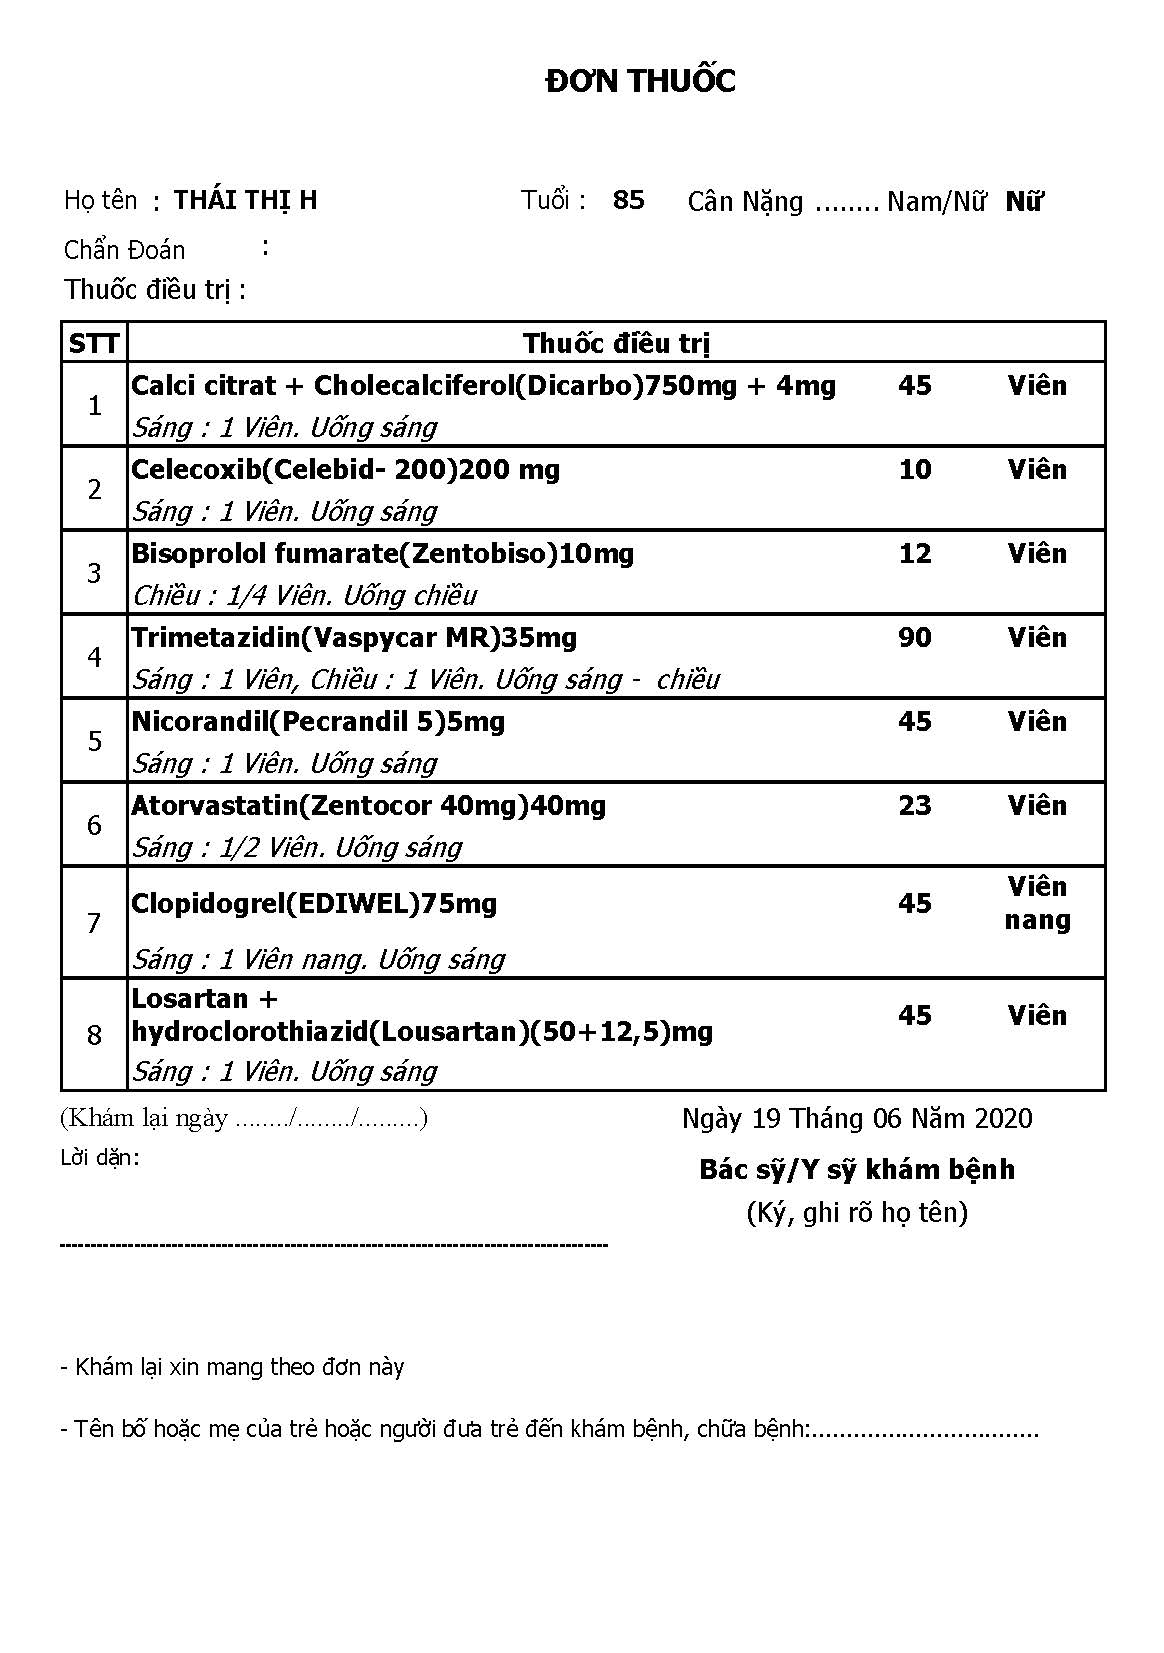 ĐƠN THUỐC
Họ tên : THÁI THỊ H Tuổi : 85 Cân Nặng ........ Nam/Nữ Nữ
Chẩn Đoán :
Thuốc điều trị :
STT Thuốc điều trị
1 Calci citrat + Cholecalciferol(Dicarbo)750mg + 4mg 45 Viên
Sáng : 1 Viên. Uống sáng
2 Celecoxib(Celebid- 200)200 mg 10 Viên
Sáng : 1 Viên. Uống sáng
3 Bisoprolol fumarate(Zentobiso)10mg 12 Viên
Chiều : 1/4 Viên. Uống chiều
4 Trimetazidin(Vaspycar MR)35mg 90 Viên
Sáng : 1 Viên, Chiều : 1 Viên. Uống sáng - chiều
5 Nicorandil(Pecrandil 5)5mg 45 Viên
Sáng : 1 Viên. Uống sáng
6 Atorvastatin(Zentocor 40mg)40mg 23 Viên
Sáng : 1/2 Viên. Uống sáng
7 Clopidogrel(EDIWEL)75mg 45 Viên nang
Sáng : 1 Viên nang. Uống sáng
8 Losartan +
hydroclorothiazid(Lousartan)(50+12,5)mg 45 Viên
Sáng : 1 Viên. Uống sáng
(Khám lại ngày ......../......../.........) Ngày 19 Tháng 06 Năm 2020
Lời dặn:
Bác sỹ/Y sỹ khám bệnh
(Ký, ghi rõ họ tên)
- Khám lại xin mang theo đơn này
- Tên bố hoặc mẹ của trẻ hoặc người đưa trẻ đến khám bệnh, chữa bệnh:.................................